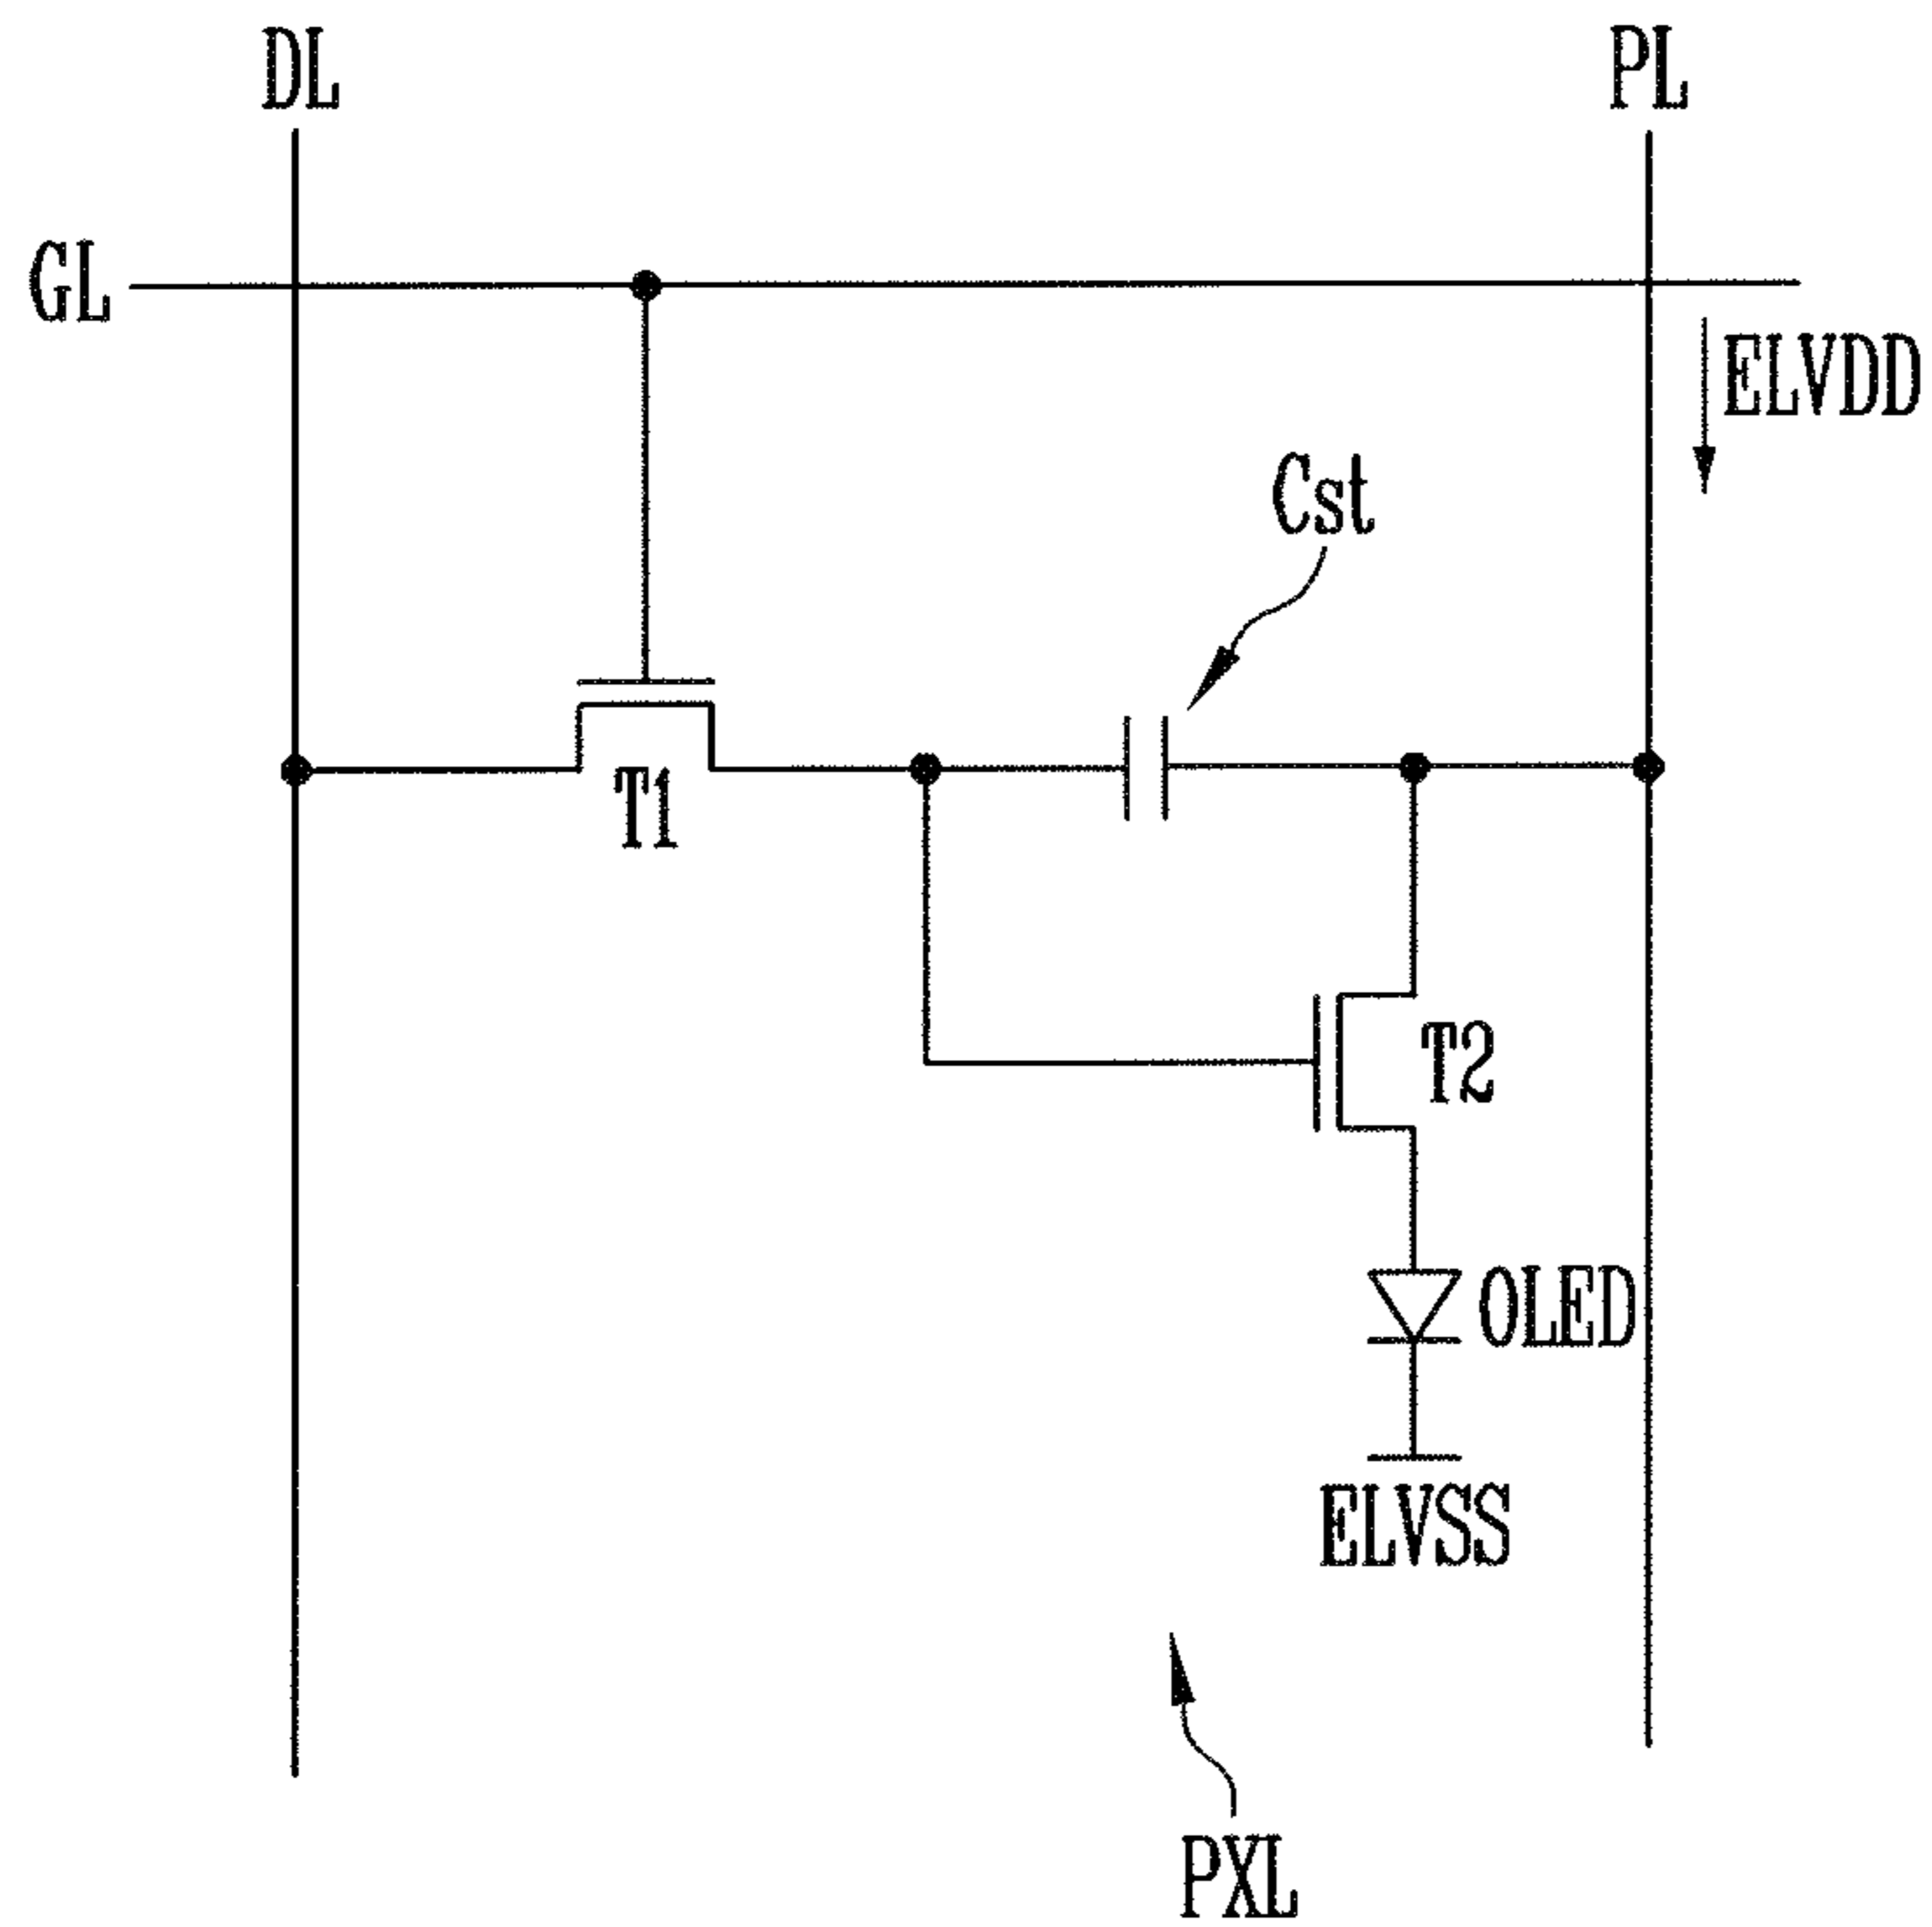 DL
PL
GL
ELVDD
Cst
T1
T2
OLED
ELVSS
PXL